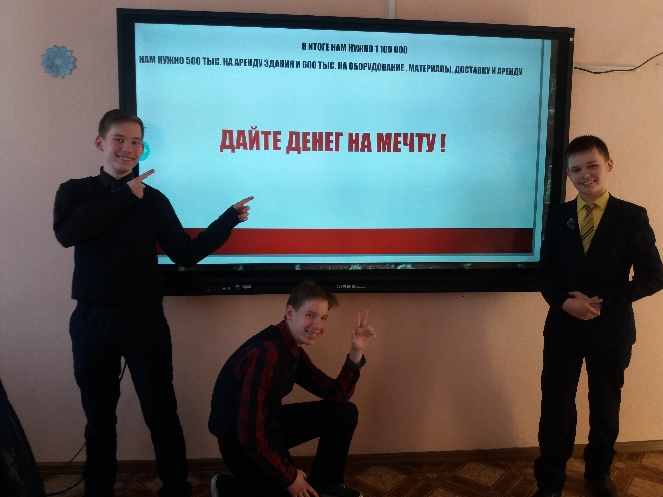 В ИТОГЕ НАМ НУЖНО 1 100 000
НАМ НУЖНО 500 ТЫС. НА АРЕНДУ ЗДАНИЯ И 600 ТЫС. НА ОБОРУДОВАНИЕ , МАТЕРИАЛЫ, ДОСТАВКУ И АРЕНДУ
ДАЙТЕ ДЕНЕГ НА МЕЧТУ !